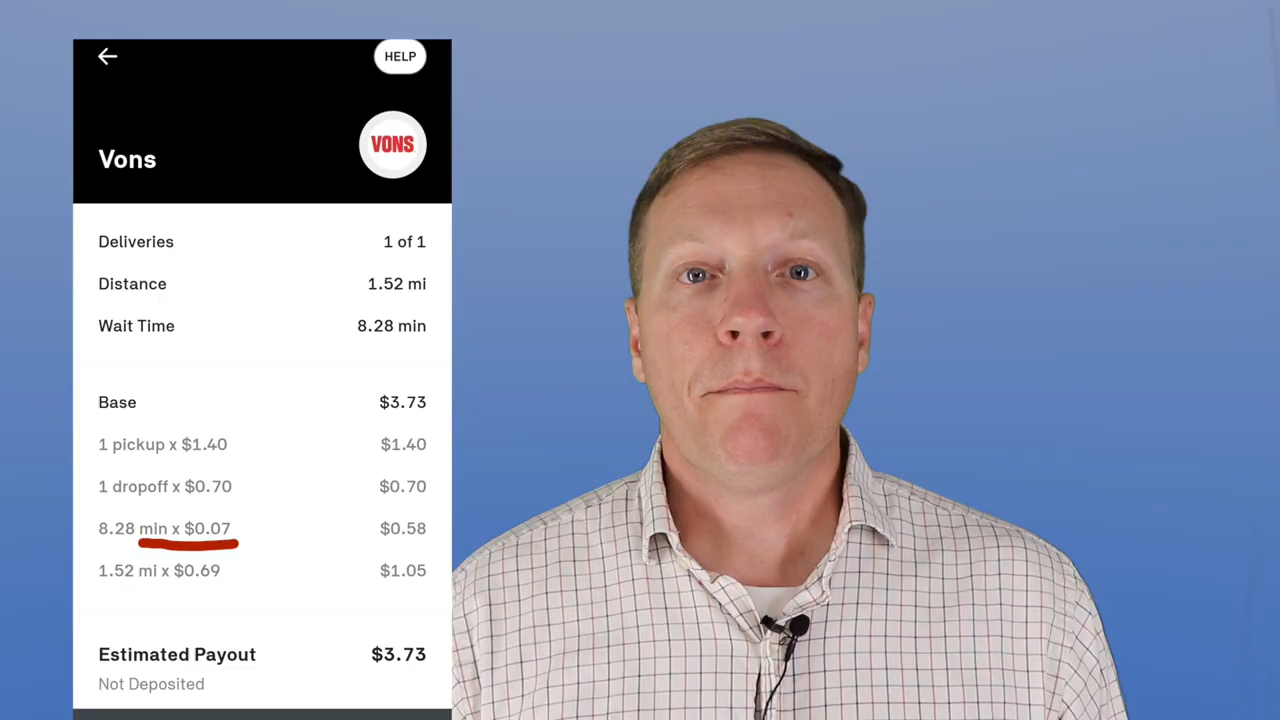 HELP
VONS
Vons
Deliveries 1 of 1
Distance 1.52 mi
Wait Time 8.28 min
Base $3.73
1 pickup x $1.40 $1.40
1 dropoff x $0.70 $0.70
8.28 min x $0.07 $0.58
1.52 mi x $0.69 $1.05
Estimated Payout $3.73
Not Deposited